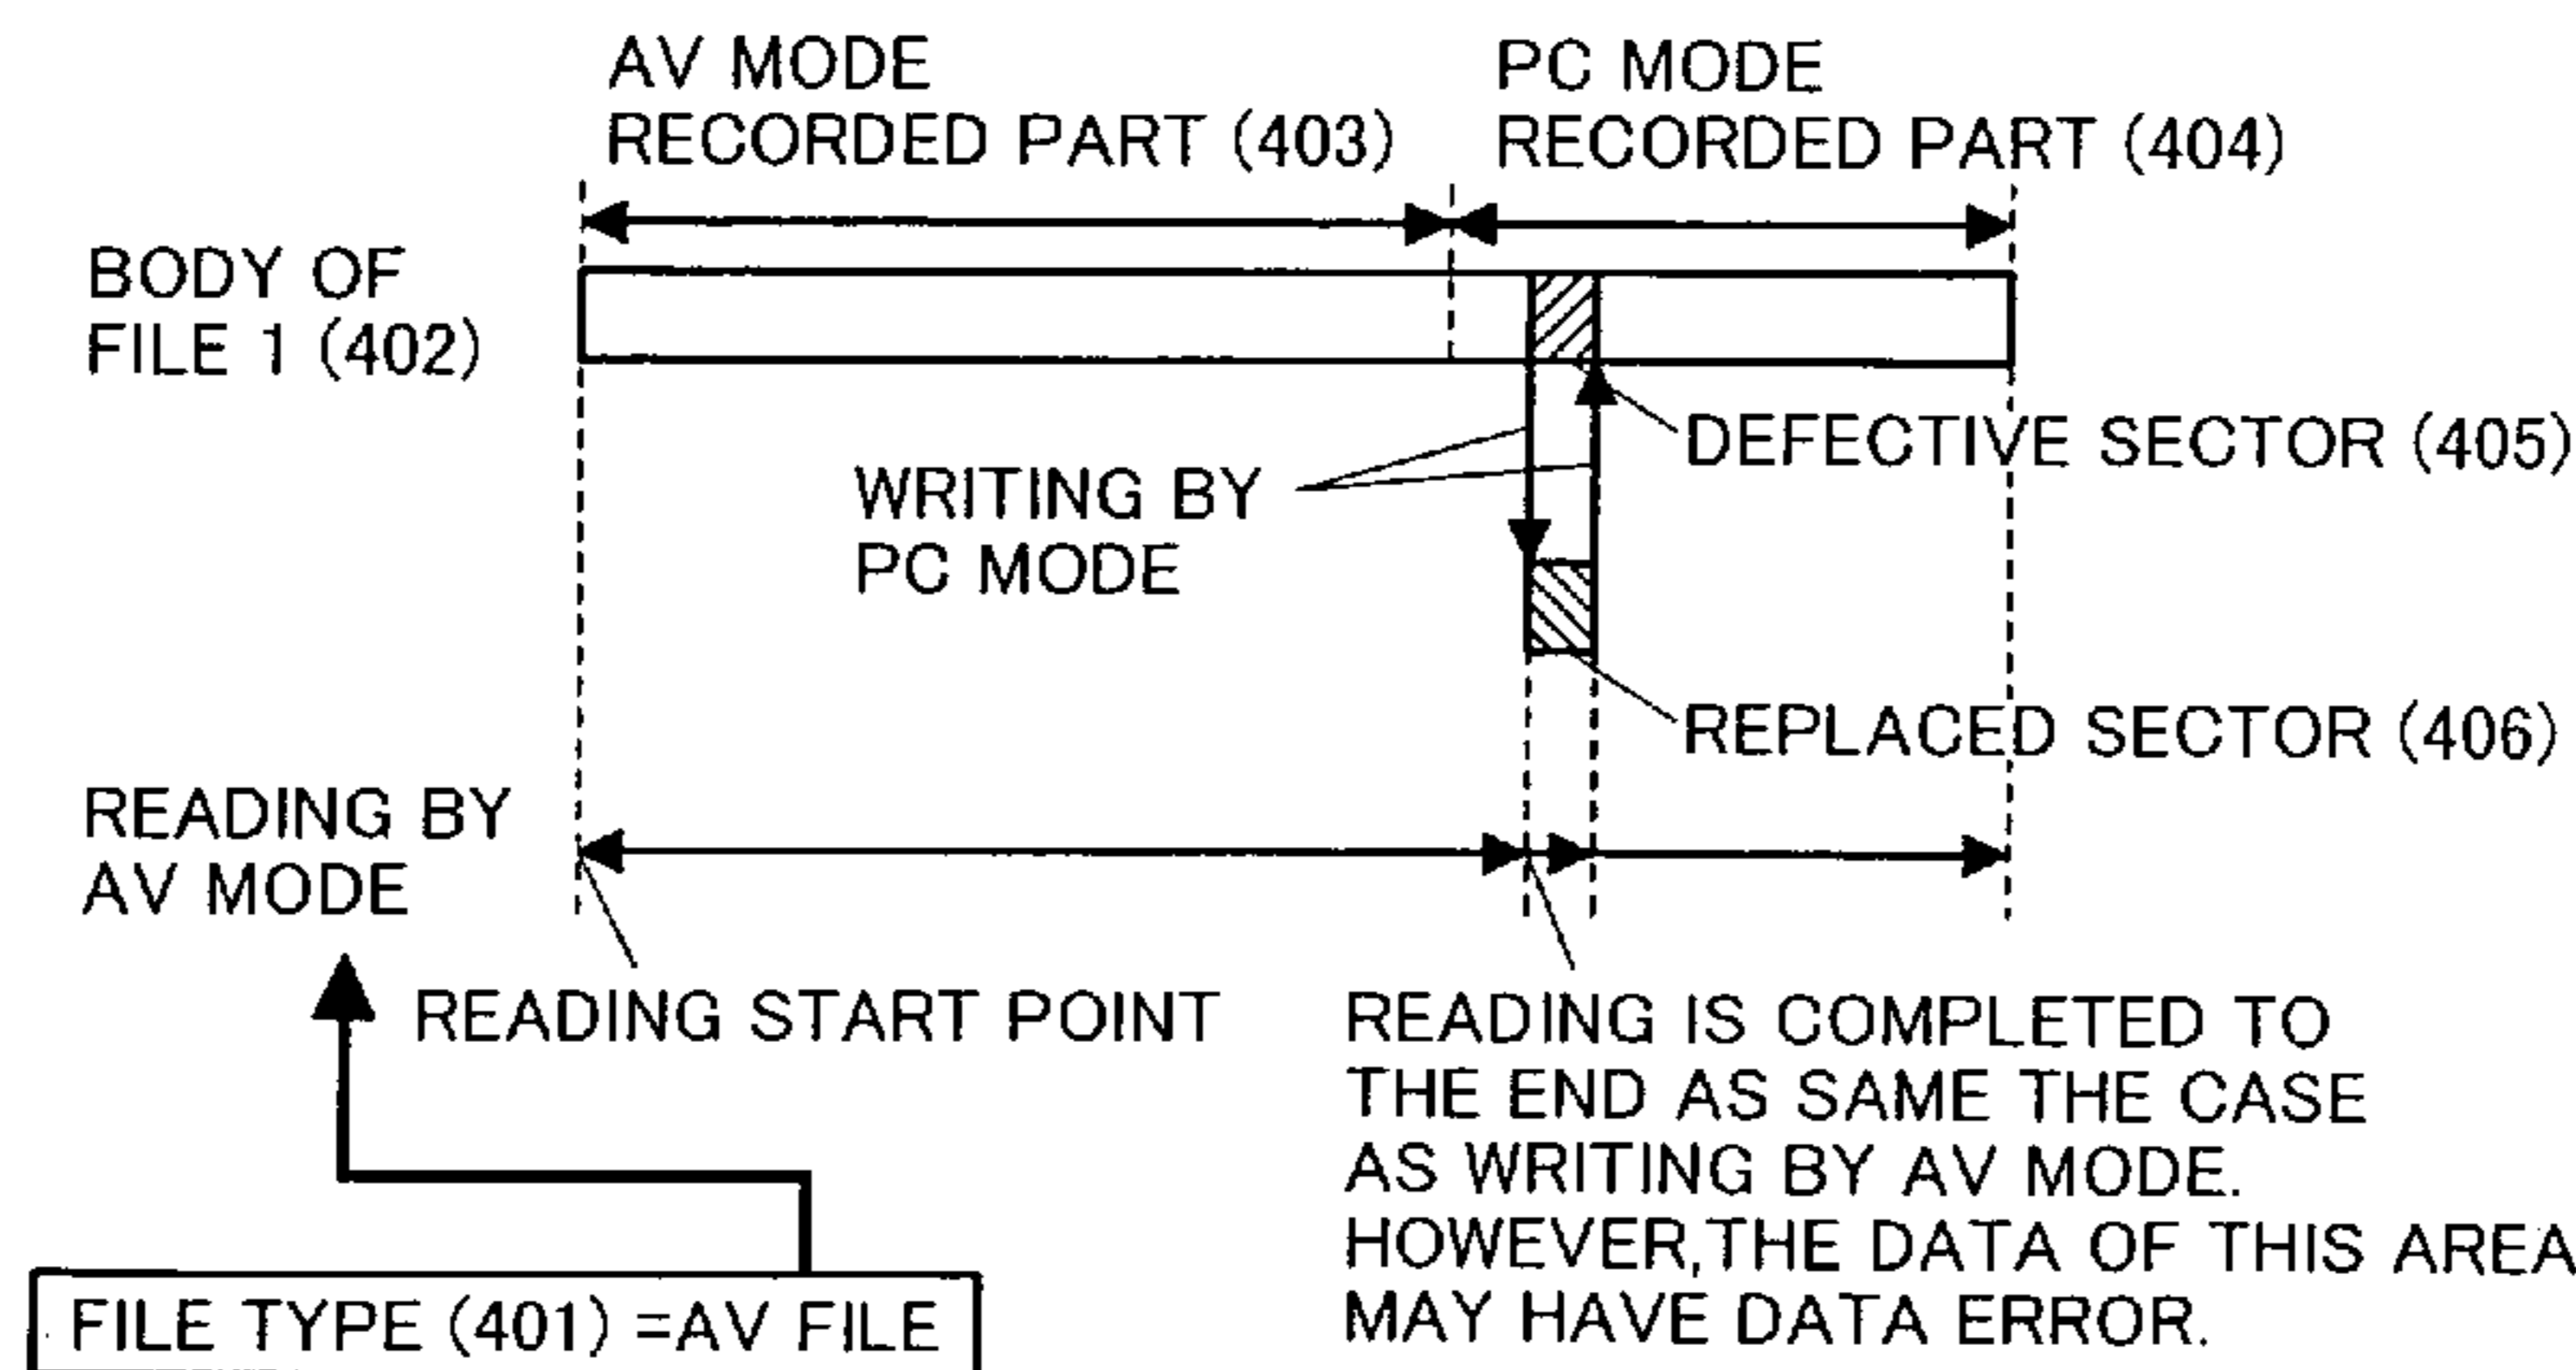 AV MODE
RECORDED PART (403)
PC MODE
RECORDED PART (404)
BODY OF
FILE 1 (402)
DEFECTIVE SECTOR (405)
WRITING BY
PC MODE
REPLACED SECTOR (406)
READING BY
AV MODE
READING START POINT
READING IS COMPLETED TO
THE END AS SAME THE CASE
AS WRITING BY AV MODE.
HOWEVER,THE DATA OF THIS AREA
MAY HAVE DATA ERROR.
FILE TYPE (401) =AV FILE